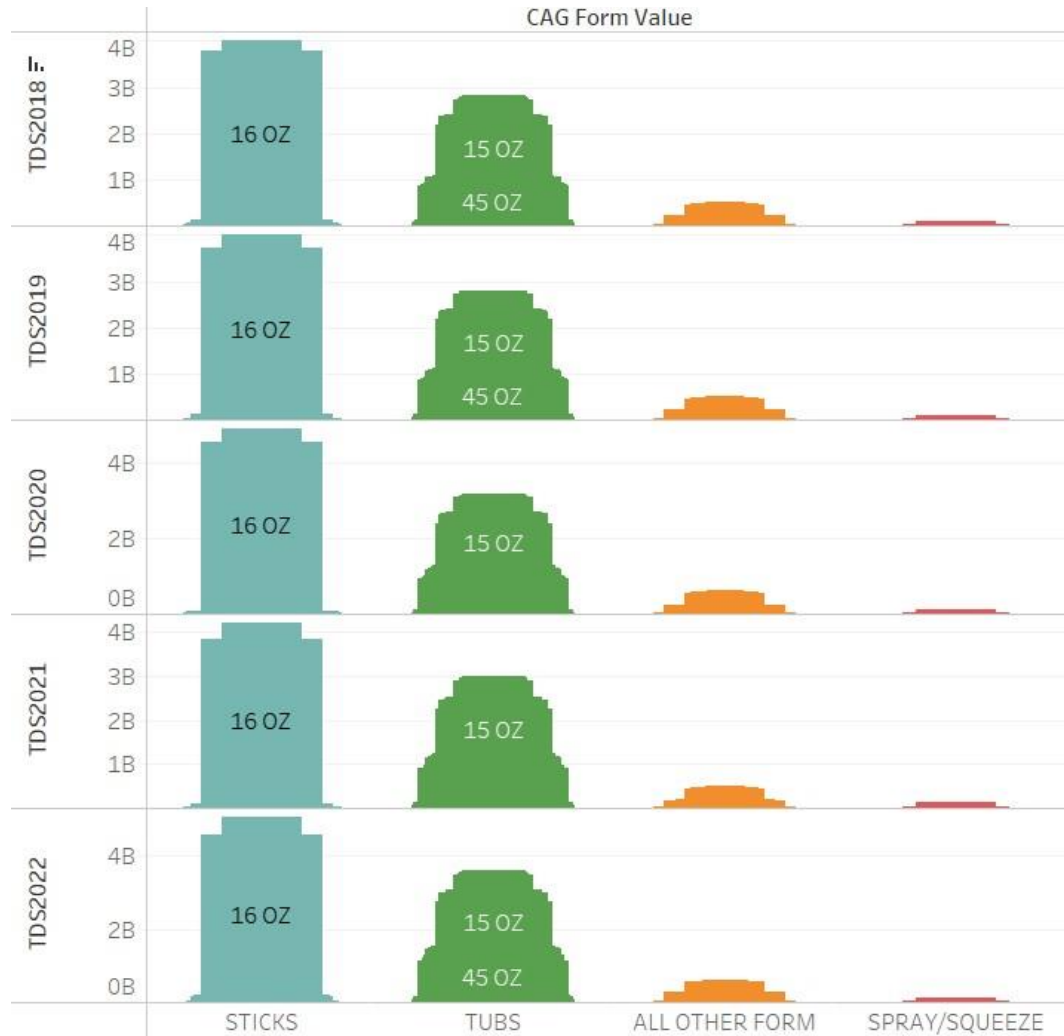 CAG Form Value
TDS2018
4B
3B
2B
1B
16 OZ
15 OZ
45 OZ
TDS2019
4B
3B
2B
1B
16 OZ
15 OZ
45 OZ
TDS2020
4B
2B
0B
16 OZ
15 OZ
TDS2021
4B
3B
2B
1B
16 OZ
15 OZ
TDS2022
4B
2B
0B
16 OZ
15 OZ
45 OZ
STICKS TUBS ALL OTHER FORM SPRAY/SQUEEZE